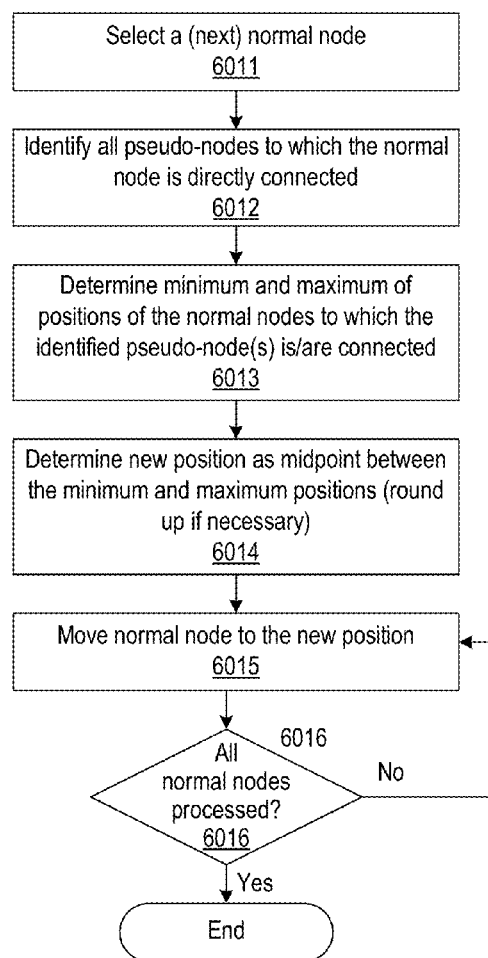 Select a (next) normal node
6011
Identify all pseudo-nodes to which the normal
node is directly connected
6012
Determine minimum and maximum of
positions of the normal nodes to which the
identified pseudo-node(s) is/are connected
6013
Determine new position as midpoint between
the minimum and maximum positions (round
up if necessary)
6014
Move normal node to the new position
6015
6016
All
normal nodes
processed?
6016
No
Yes
End